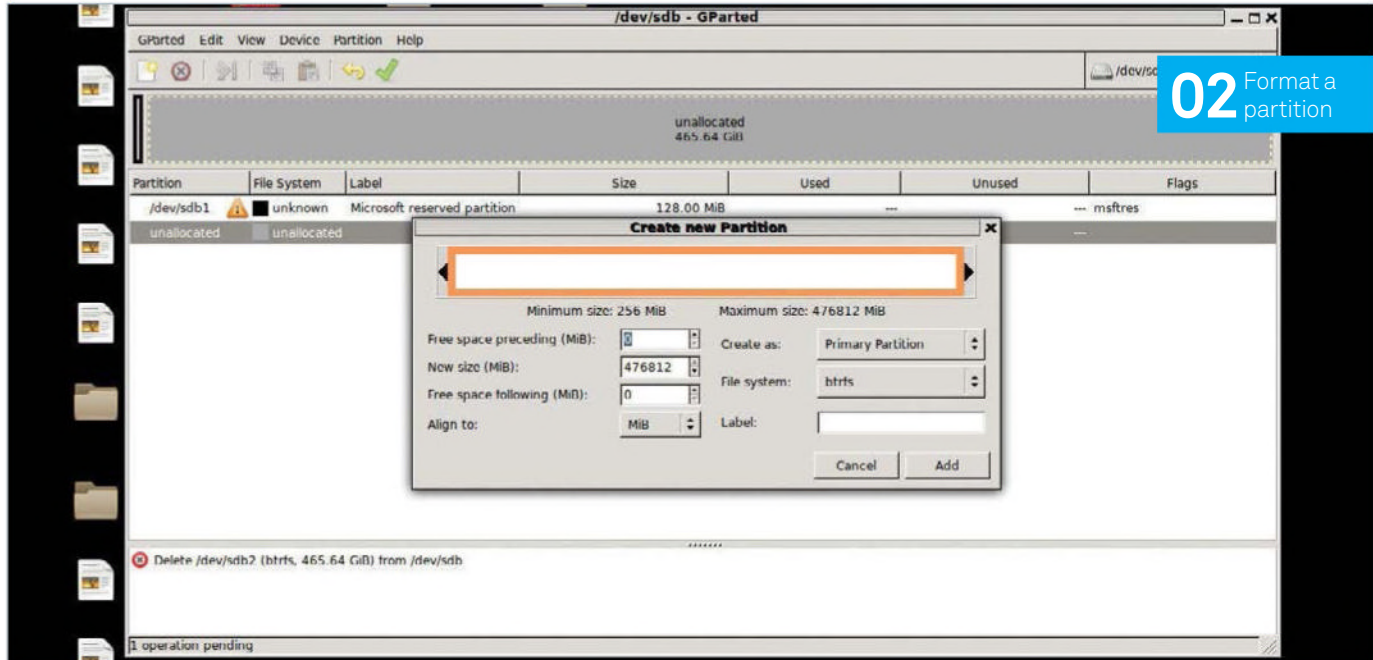 /dev/sdb - GParted
GParted Edit View Device Partition Help
/dev/sd
02 Format a
partition
unallocated
465.64 GiB
Partition File System Label Size Used Unused Flags
/dev/sdb1 unknown Microsoft reserved partition 128.00 MiB --- --- msftres
unallocated unallocated ---
Create new Partition
Minimum size: 256 MiB Maximum size: 476812 MiB
Free space preceding (MiB): 0 Create as: Primary Partition
New size (MiB): 476812 File system: btrfs
Free space following (MiB): 0
Align to: MiB Label:
Cancel Add
Delete /dev/sdb2 (btrfs, 465.64 GiB) from /dev/sdb
1 operation pending